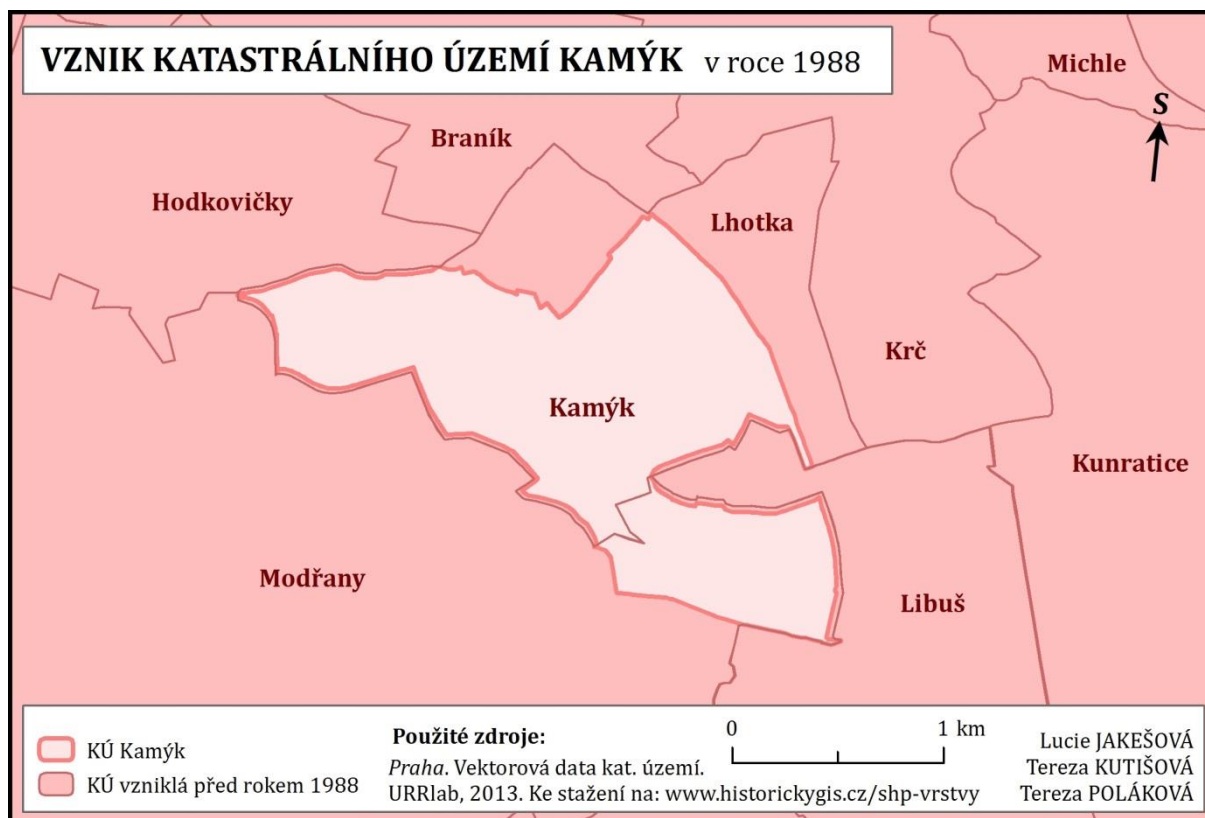 VZNIK KATASTRÁLNÍHO ÚZEMÍ KAMÝK v roce 1988
Michle
S
Braník
Hodkovičky
Lhotka
Krč
Kamýk
Kunratice
Modřany
Libuš
KÚ Kamýk
KÚ vzniklá před rokem 1988
Použité zdroje:
Praha. Vektorová data kat. území.
URRlab, 2013. Ke stažení na: www.historickygis.cz/shp-vrstvy
0 1 km
Lucie JAKEŠOVÁ
Tereza KUTIŠOVÁ
Tereza POLÁKOVÁ